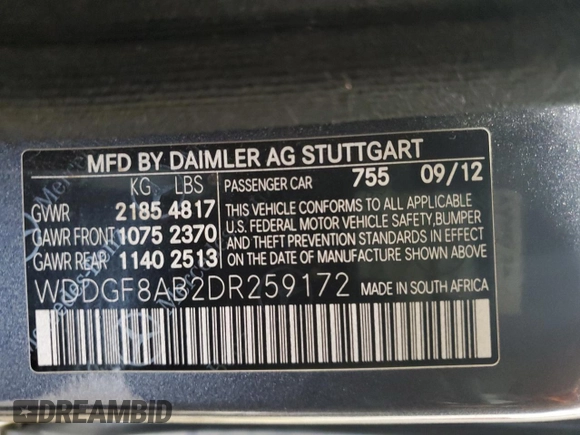 MFD BY DAIMLER AG STUTTGART
KG LBS
GVWR 2185 4817
GAWR FRONT 1075 2370
GAWR REAR 1140 2513
PASSENGER CAR 755 09/12
THIS VEHICLE CONFORMS TO ALL APPLICABLE
U.S. FEDERAL MOTOR VEHICLE SAFETY, BUMPER
AND THEFT PREVENTION STANDARDS IN EFFECT
ON THE DATE OF MANUFACTURE SHOWN ABOVE.
WDDGF8AB2DR259172
MADE IN SOUTH AFRICA
DREAMBID